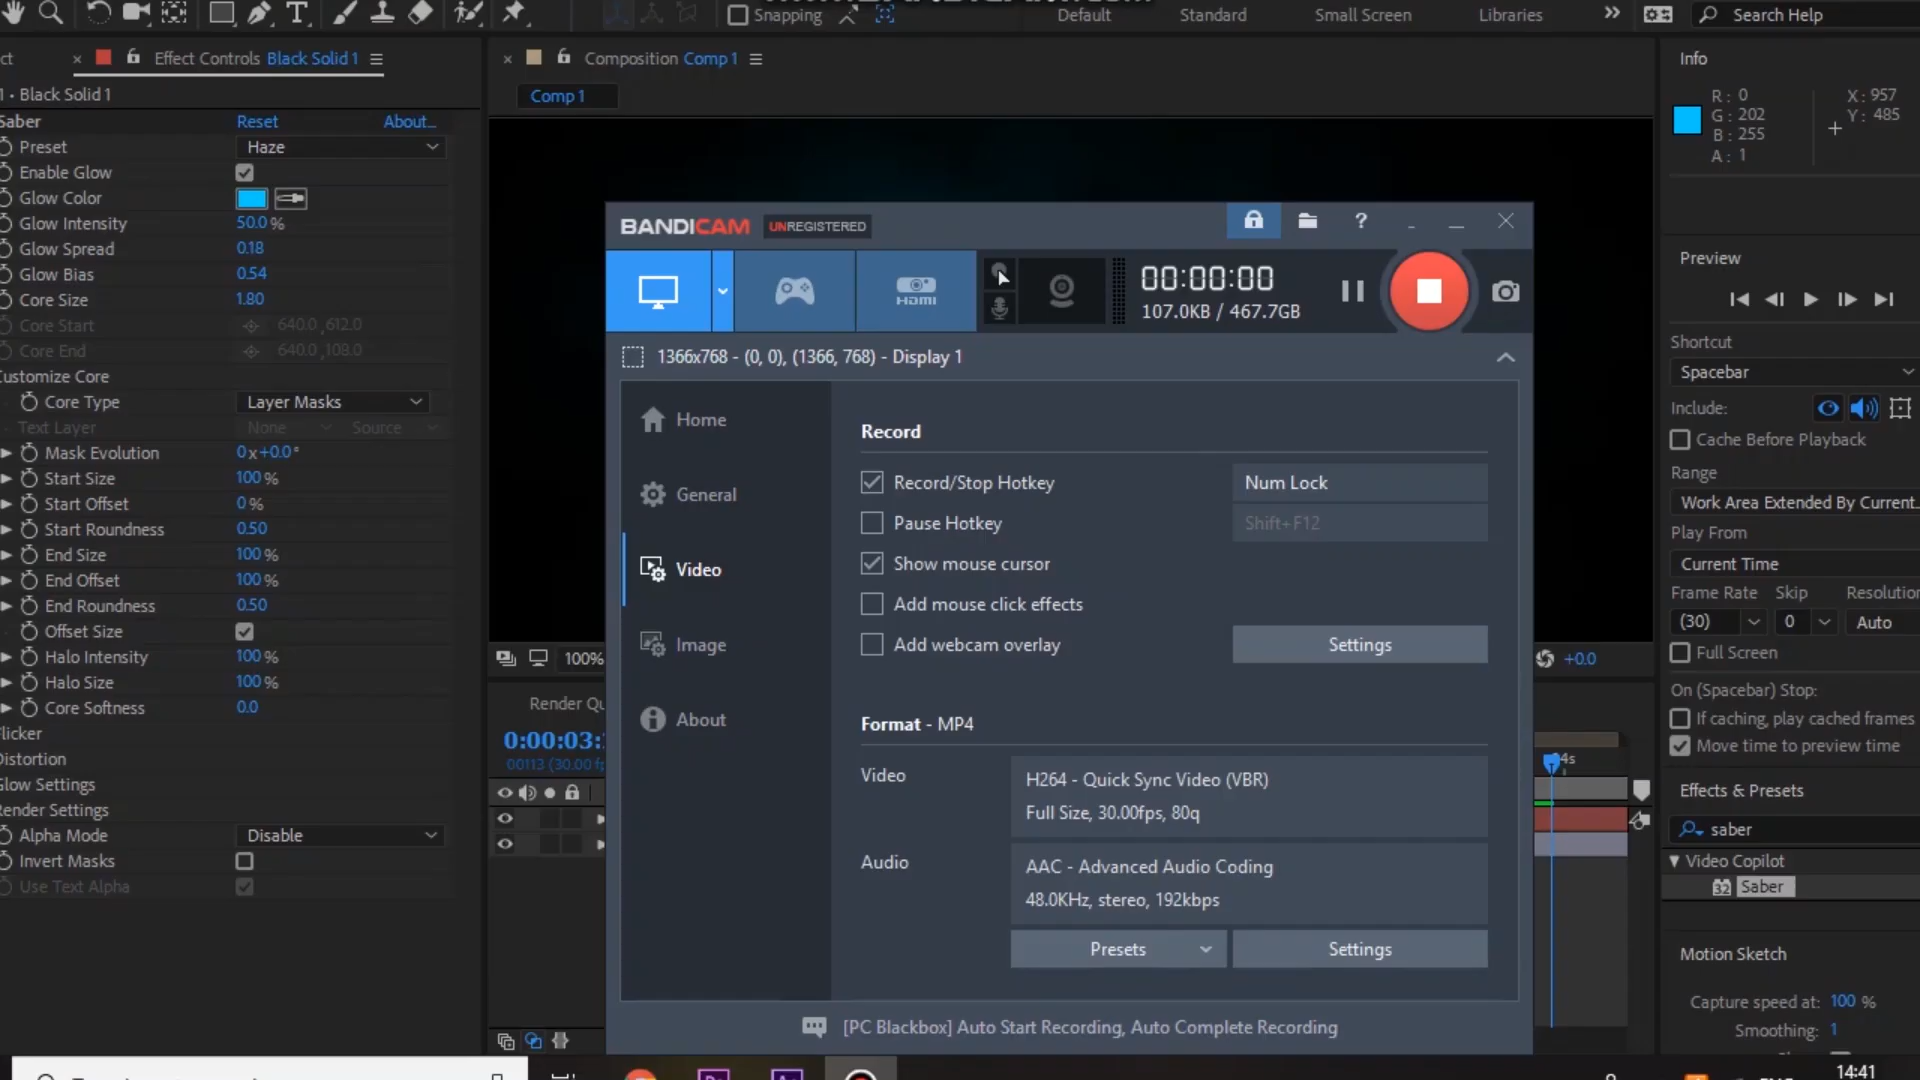 Snapping
Default
Standard
Small Screen
Libraries
Search Help
Effect Controls Black Solid 1
Composition Comp 1
Comp 1
Info
R: 0
G: 202
B: 255
A: 1
X: 957
Y: 485
1 • Black Solid 1
Saber
Reset
About...
Preset
Haze
Enable Glow
Glow Color
Glow Intensity
50.0 %
Glow Spread
0.18
Glow Bias
0.54
Core Size
1.80
Core Start
640.0 ,612.0
Core End
640.0 ,108.0
Customize Core
Core Type
Layer Masks
Text Layer
None
Source
Mask Evolution
0x+0.0°
Start Size
100 %
Start Offset
0 %
Start Roundness
0.50
End Size
100 %
End Offset
100 %
End Roundness
0.50
Offset Size
Halo Intensity
100 %
Halo Size
100 %
Core Softness
0.0
Flicker
Distortion
Glow Settings
Render Settings
Alpha Mode
Disable
Invert Masks
Use Text Alpha
BANDICAM UNREGISTERED
?
HDMI
00:00:00
107.0KB / 467.7GB
1366x768 - (0, 0), (1366, 768) - Display 1
Home
General
Video
Image
About
Record
Record/Stop Hotkey
Num Lock
Pause Hotkey
Shift+F12
Show mouse cursor
Add mouse click effects
Add webcam overlay
Settings
Format - MP4
Video
H264 - Quick Sync Video (VBR)
Full Size, 30.00fps, 80q
Audio
AAC - Advanced Audio Coding
48.0KHz, stereo, 192kbps
Presets
Settings
[PC Blackbox] Auto Start Recording, Auto Complete Recording
100%
+0.0
Render Qu
0:00:03:
00113 (30.00 fp
4s
Preview
Shortcut
Spacebar
Include:
Cache Before Playback
Range
Work Area Extended By Current...
Play From
Current Time
Frame Rate
Skip
Resolution
(30)
0
Auto
Full Screen
On (Spacebar) Stop:
If caching, play cached frames
Move time to preview time
Effects & Presets
saber
Video Copilot
32 Saber
Motion Sketch
Capture speed at: 100 %
Smoothing: 1
14:41